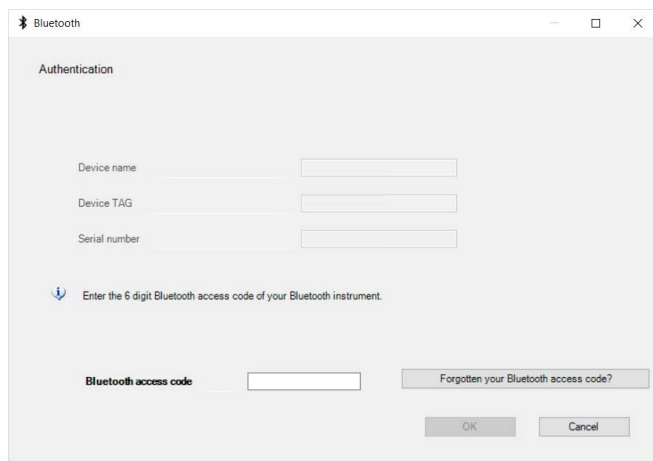 Bluetooth
Authentication
Device name
Device TAG
Serial number
Enter the 6 digit Bluetooth access code of your Bluetooth instrument.
Bluetooth access code
Forgotten your Bluetooth access code?
OK
Cancel